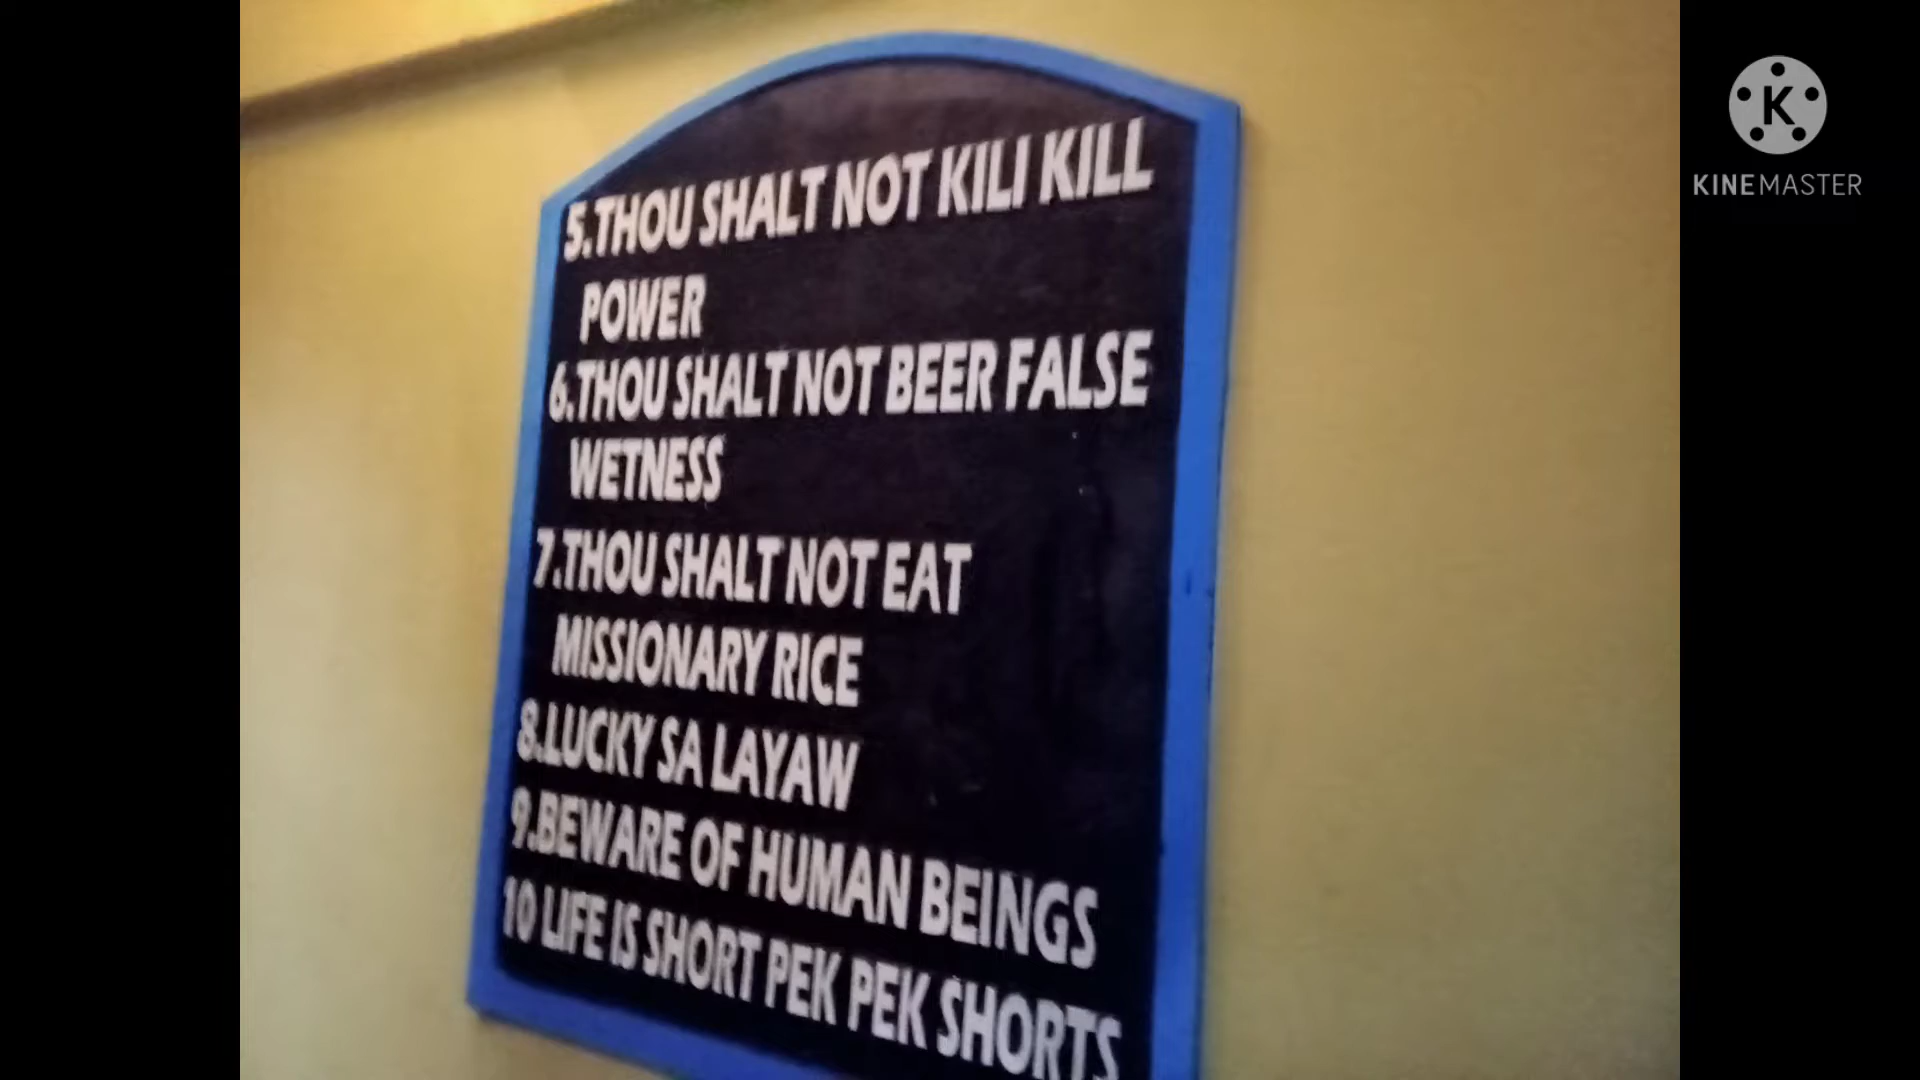 5.THOU SHALT NOT KILI KILL
POWER
6.THOU SHALT NOT BEER FALSE
WETNESS
7.THOU SHALT NOT EAT
MISSIONARY RICE
8.LUCKY SA LAYAW
9.BEWARE OF HUMAN BEINGS
10 LIFE IS SHORT PEK PEK SHORTS
K
KINEMASTER